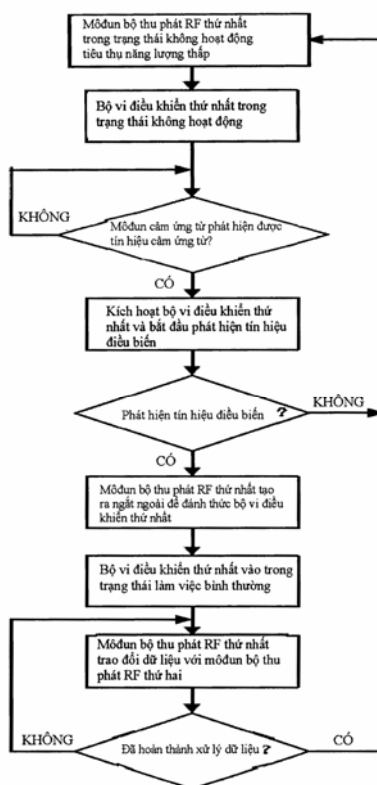 Môđun bộ thu phát RF thứ nhất
trong trạng thái không hoạt động
tiêu thụ năng lượng thấp
Bộ vi điều khiển thứ nhất trong
trạng thái không hoạt động
KHÔNG
Môđun cảm ứng từ phát hiện được
tín hiệu cảm ứng từ?
CÓ
Kích hoạt bộ vi điều khiển thứ
nhất và bắt đầu phát hiện tín hiệu
điều biến
Phát hiện tín hiệu điều biến ?
KHÔNG
CÓ
Môđun bộ thu phát RF thứ nhất tạo
ra ngắt ngoài để đánh thức bộ vi điều
khiển thứ nhất
Bộ vi điều khiển thứ nhất vào trong
trạng thái làm việc bình thường
Môđun bộ thu phát RF thứ nhất
trao đổi dữ liệu với môđun bộ thu
phát RF thứ hai
KHÔNG
Đã hoàn thành xử lý dữ liệu ?
CÓ